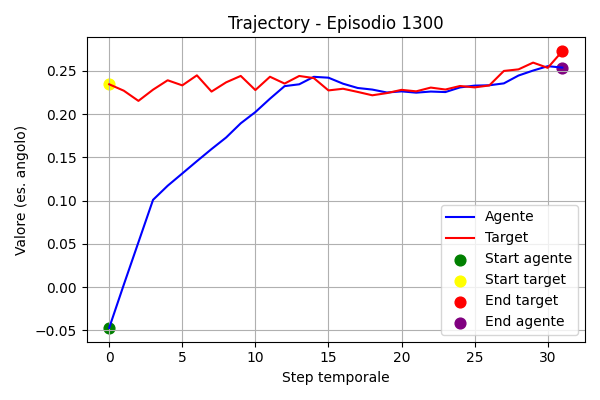 Trajectory - Episodio 1300
Valore (es. angolo)
0.25
0.20
0.15
0.10
0.05
0.00
−0.05
0
5
10
15
20
25
30
Step temporale
Agente
Target
Start agente
Start target
End target
End agente